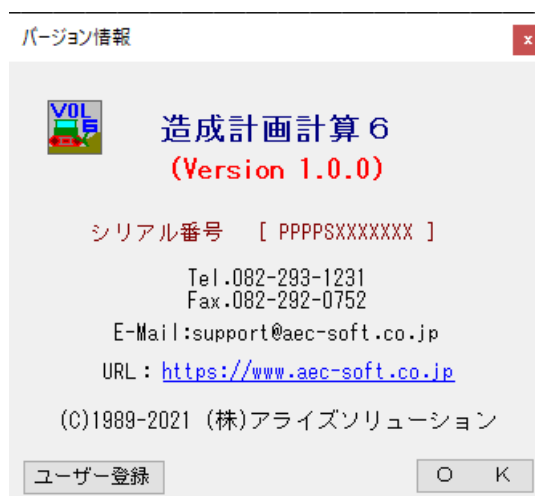 バージョン情報
x
VOL
6
造成計画計算6
(Version 1.0.0)
シリアル番号 [ PPPPSXXXXXXX ]
Tel.082-293-1231
Fax.082-292-0752
E-Mail:support@aec-soft.co.jp
URL: https://www.aec-soft.co.jp
(C)1989-2021 (株)アライズソリューション
ユーザー登録
O K